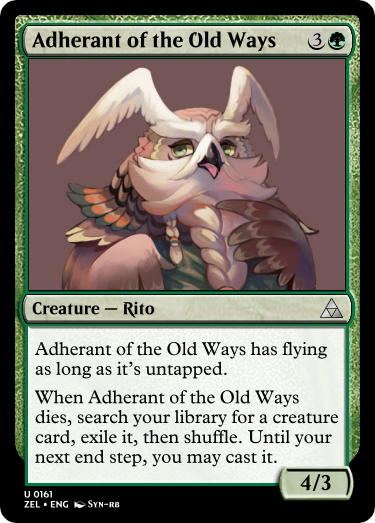 Adherant of the Old Ways 3
Creature — Rito
Adherant of the Old Ways has flying
as long as it's untapped.
When Adherant of the Old Ways
dies, search your library for a creature
card, exile it, then shuffle. Until your
next end step, you may cast it.
4/3
U 0161
ZEL • ENG SYN-RB